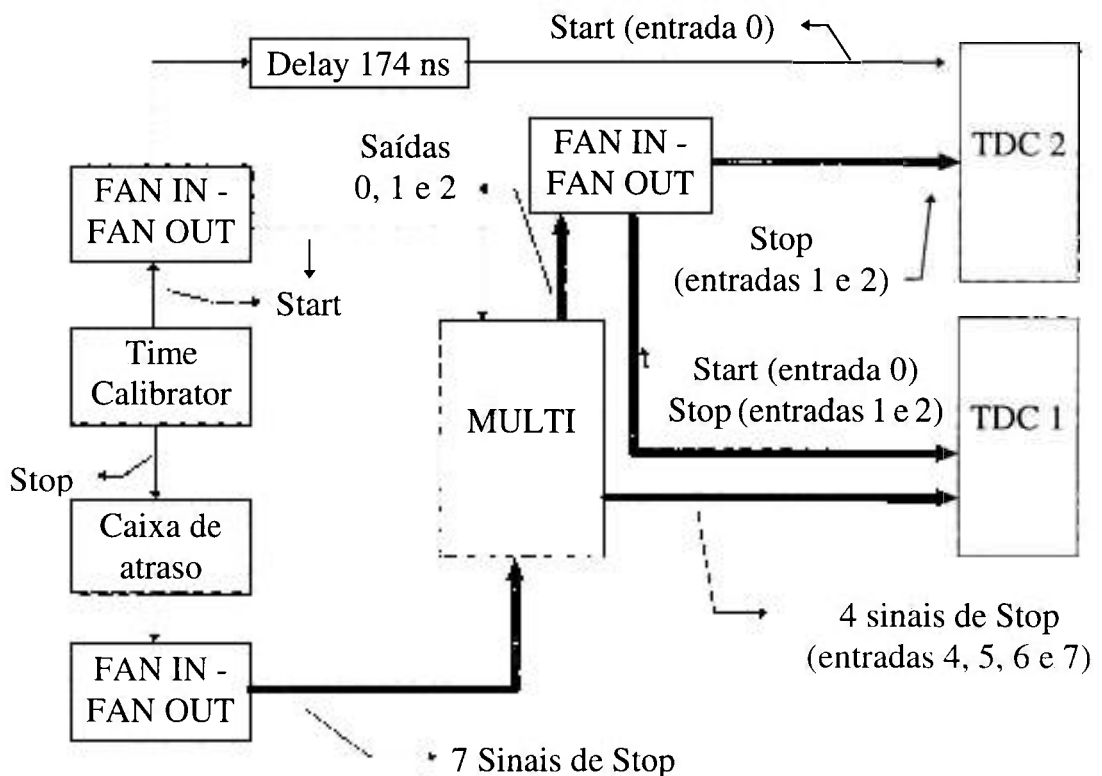 Start (entrada 0)
Delay 174 ns
FAN IN -
FAN OUT
Saídas
0, 1 e 2
FAN IN -
FAN OUT
TDC 2
Stop
(entradas 1 e 2)
Start
Time
Calibrator
MULTI
t
Start (entrada 0)
Stop (entradas 1 e 2)
TDC 1
Stop
Caixa de
atraso
4 sinais de Stop
(entradas 4, 5, 6 e 7)
FAN IN -
FAN OUT
7 Sinais de Stop